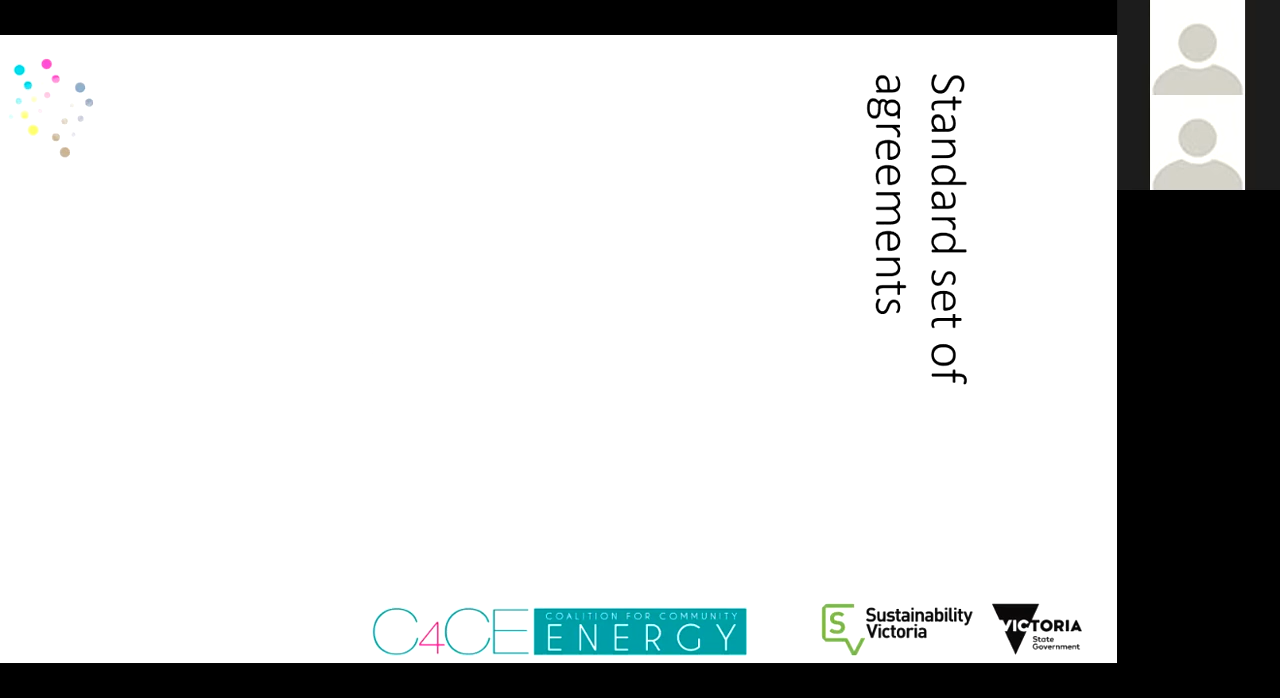 Standard set of
agreements
C4CE
COALITION FOR COMMUNITY
ENERGY
S
Sustainability
Victoria
VICTORIA
State
Government